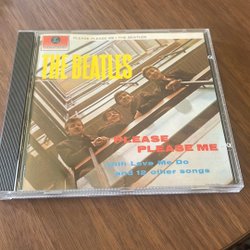 PLEASE PLEASE ME • THE BEATLES
THE BEATLES
PLEASE
PLEASE ME
with Love Me Do
and 12 other songs